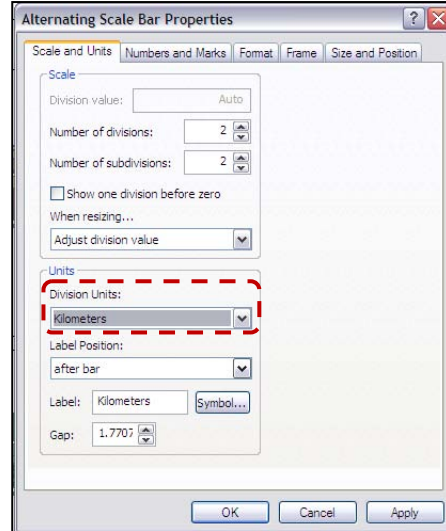 Alternating Scale Bar Properties
Scale and Units Numbers and Marks Format Frame Size and Position
Scale
Division value: Auto
Number of divisions: 2
Number of subdivisions: 2
Show one division before zero
When resizing...
Adjust division value
Units
Division Units:
Kilometers
Label Position:
after bar
Label: Kilometers Symbol...
Gap: 1.7707
OK Cancel Apply